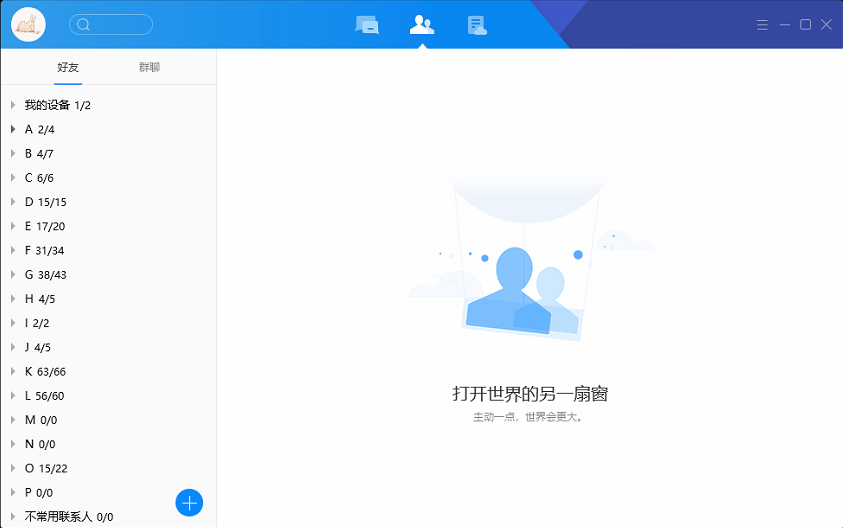 好友 群聊
我的设备 1/2
A 2/4
B 4/7
C 6/6
D 15/15
E 17/20
F 31/34
G 38/43
H 4/5
I 2/2
J 4/5
K 63/66
L 56/60
M 0/0
N 0/0
O 15/22
P 0/0
不常用联系人 0/0
打开世界的另一扇窗
主动一点，世界会更大。